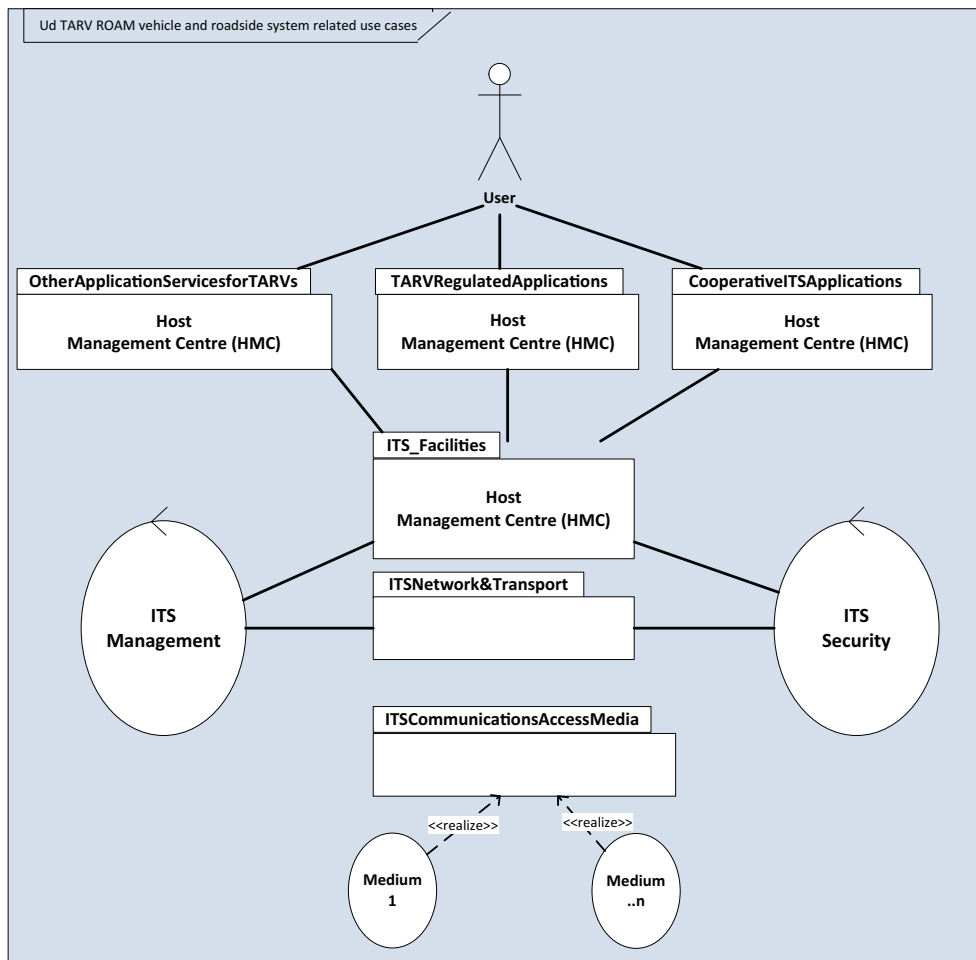 Ud TARV ROAM vehicle and roadside system related use cases
User
OtherApplicationServicesforTARVs
Host
Management Centre (HMC)
TARVRegulatedApplications
Host
Management Centre (HMC)
CooperativeITSApplications
Host
Management Centre (HMC)
ITS_Facilities
Host
Management Centre (HMC)
ITS
Management
ITSNetwork&Transport
ITS
Security
ITSCommunicationsAccessMedia
<<realize>>
<<realize>>
Medium
1
Medium
..n